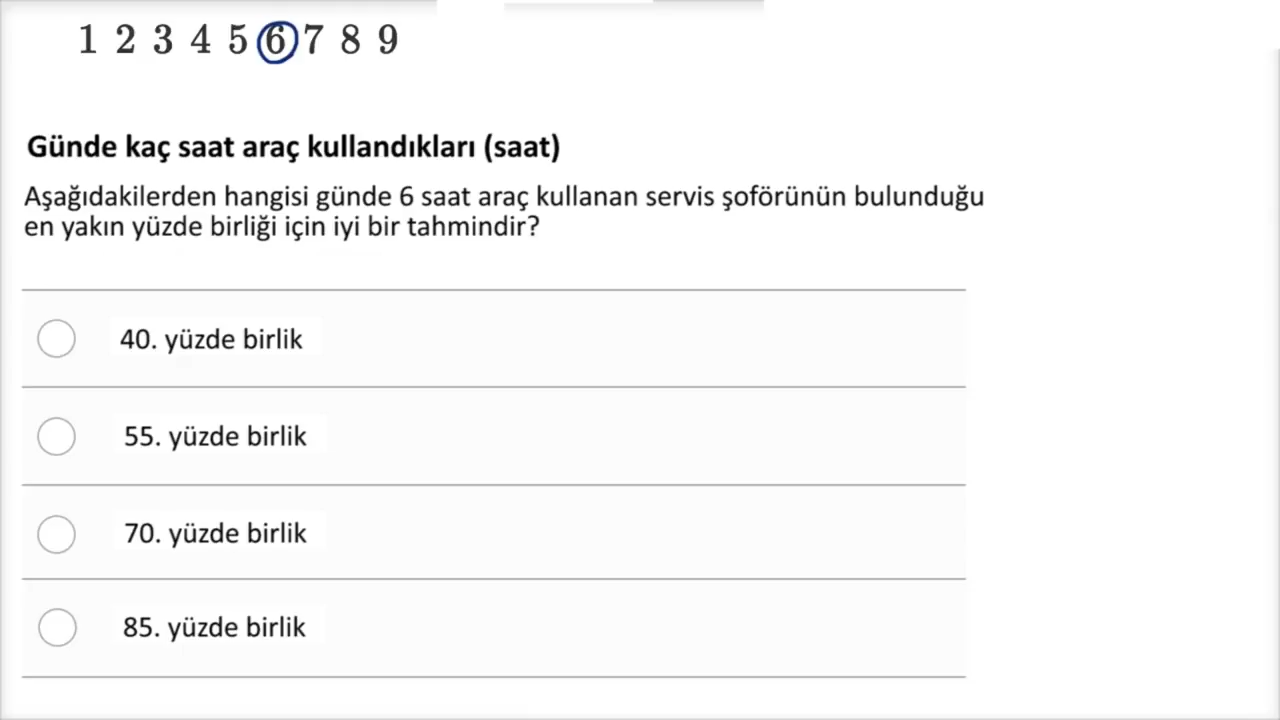 1 2 3 4 5 6 7 8 9
Günde kaç saat araç kullandıkları (saat)
Aşağıdakilerden hangisi günde 6 saat araç kullanan servis şoförünün bulunduğu
en yakın yüzde birliği için iyi bir tahmindir?
40. yüzde birlik
55. yüzde birlik
70. yüzde birlik
85. yüzde birlik